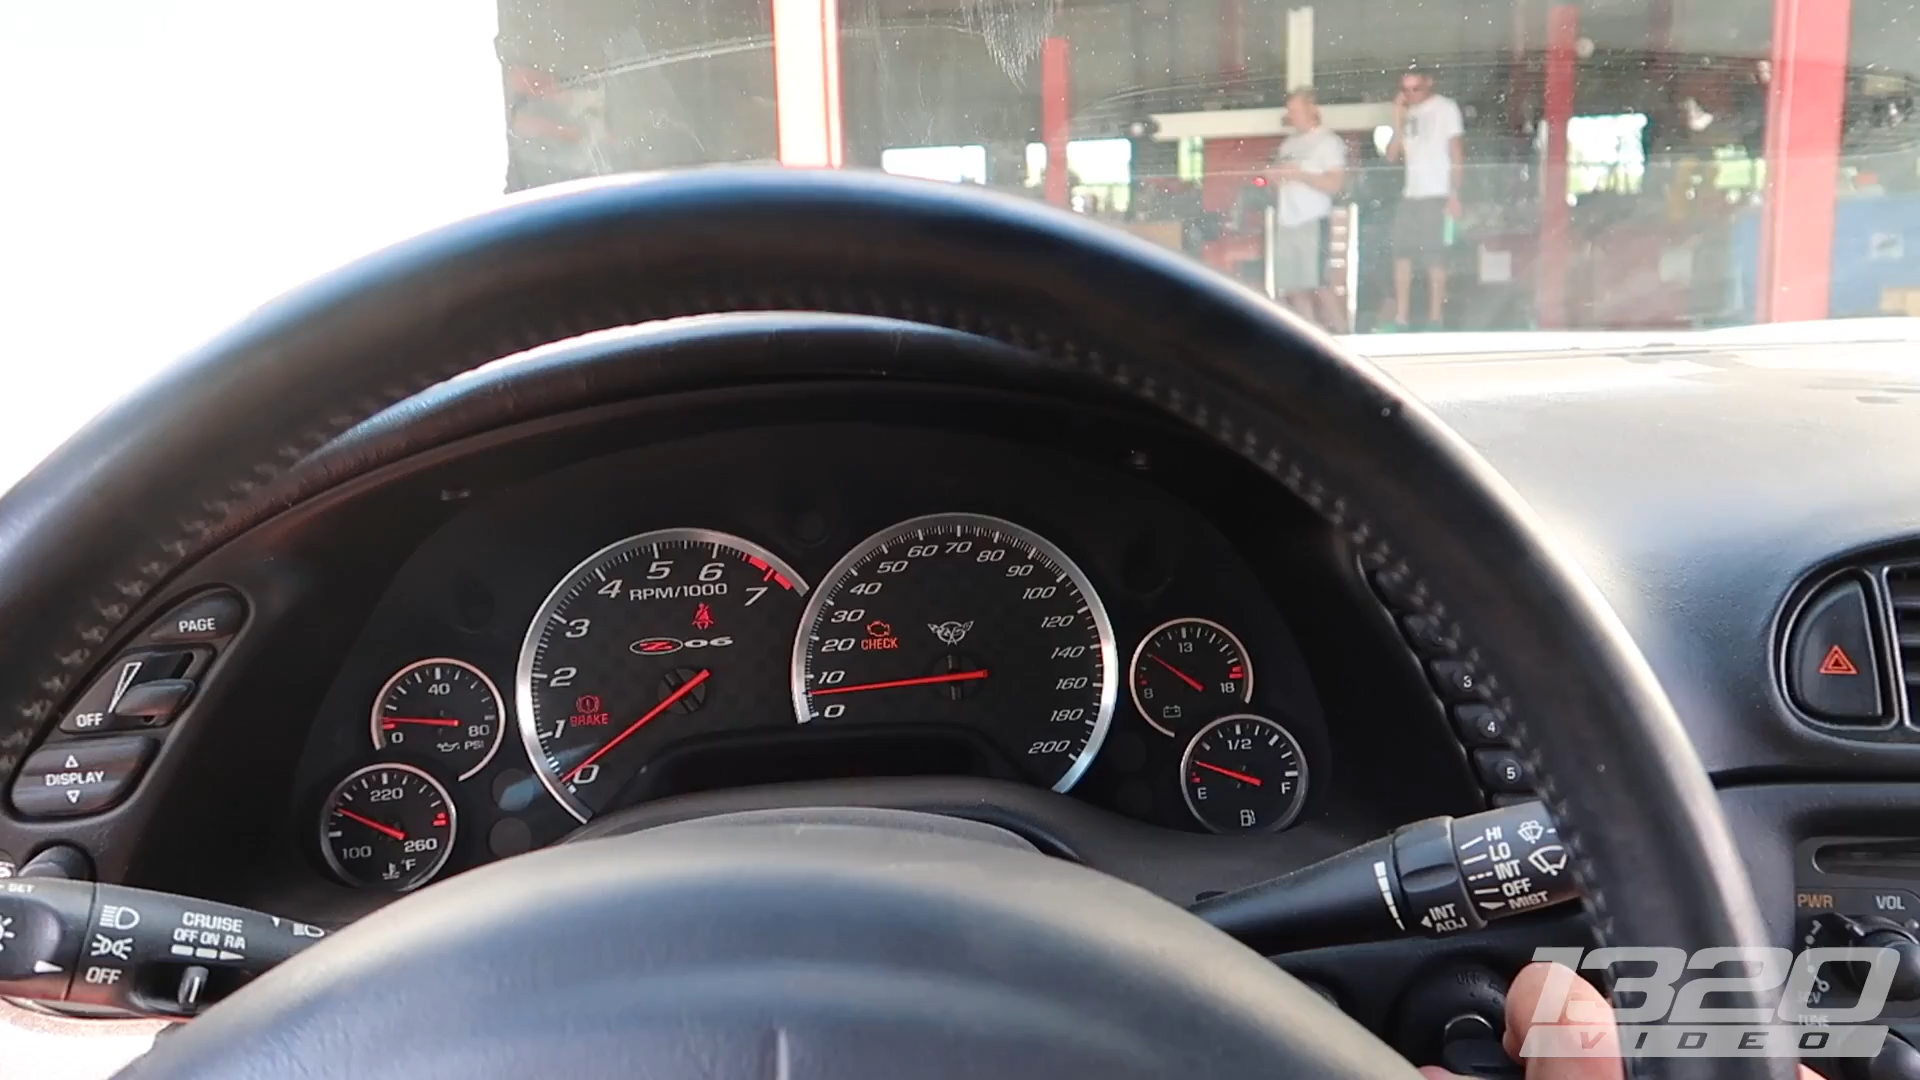 PAGE
OFF
DISPLAY
0 40 80
PSI
100 220 260
°F
0 1 2 3 4 5 6 7
RPM/1000
Z06
BRAKE
0 10 20 30 40 50 60 70 80 90 100 120 140 160 180 200
CHECK
8 13 18
E 1/2 F
3
4
5
HI
LO
INT
OFF
MIST
INT
ADJ
CRUISE
OFF ON R/A
OFF
PWR VOL
TUNE
OFF
1320
VIDEO